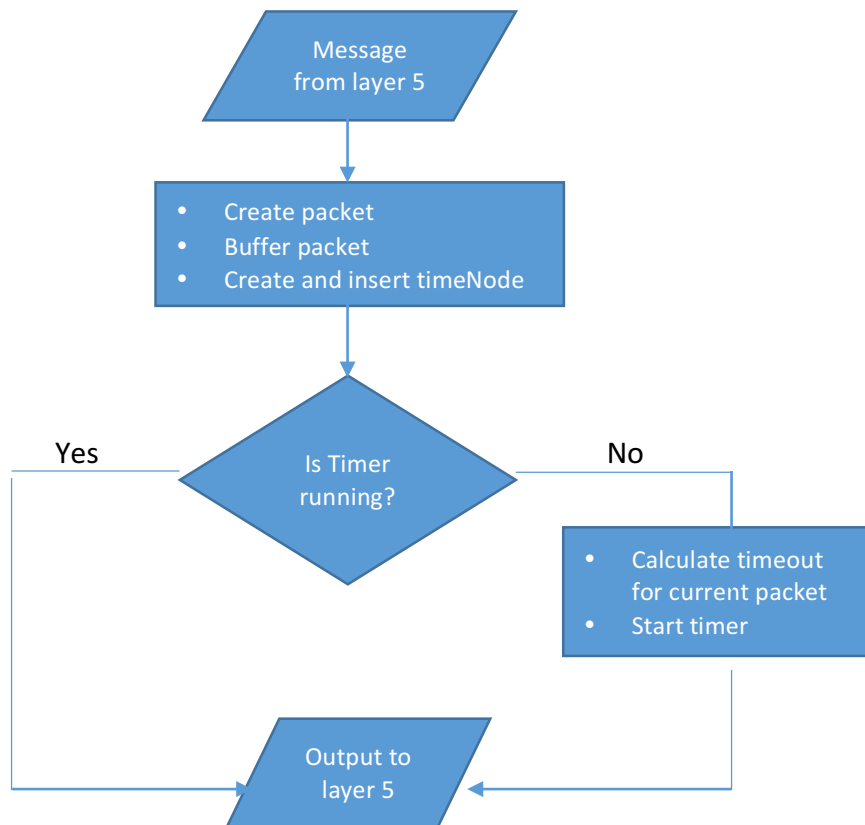 Message
from layer 5
• Create packet
• Buffer packet
• Create and insert timeNode
Yes
Is Timer
running?
No
• Calculate timeout
for current packet
• Start timer
Output to
layer 5